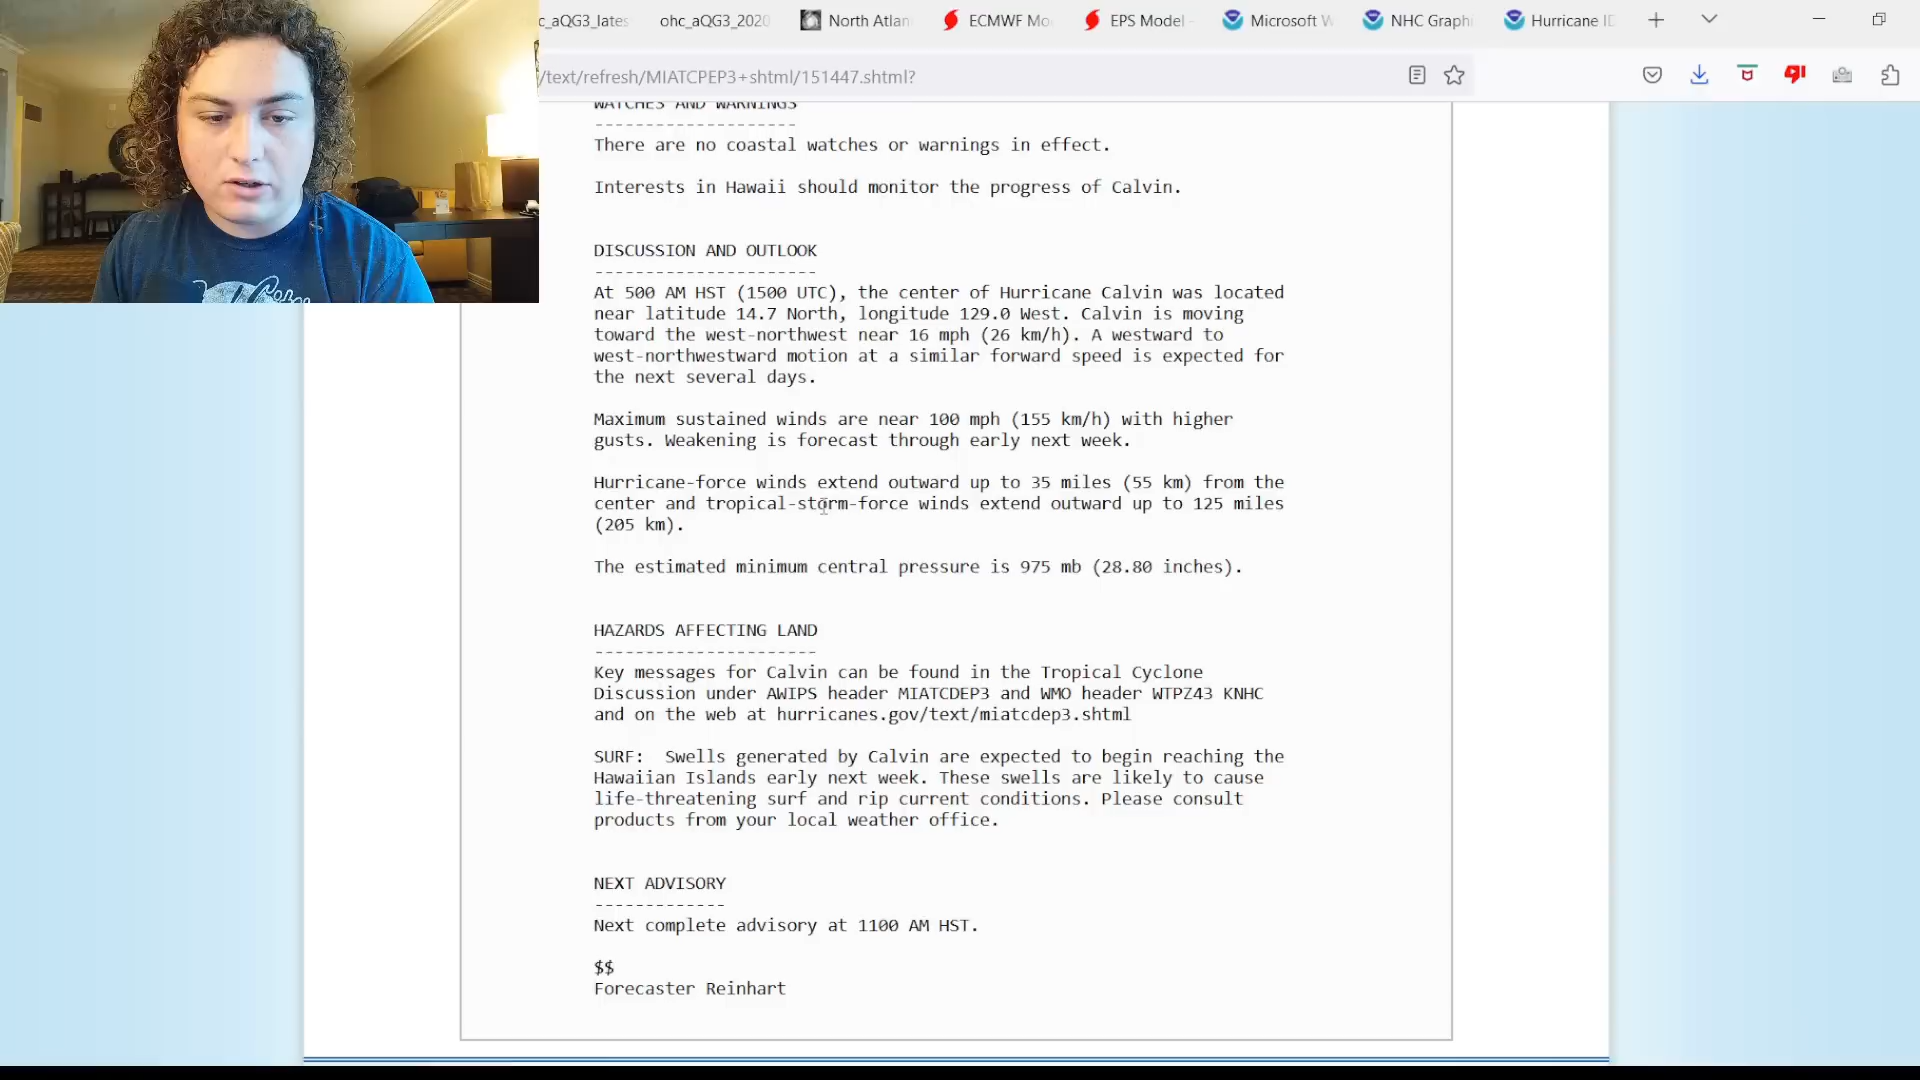 c_aQG3_lates ohc_aQG3_2020 North Atlan ECMWF Mo EPS Model - Microsoft W NHC Graphi Hurricane ID
/text/refresh/MIATCPEP3+shtml/151447.shtml?
WATCHES AND WARNINGS
--------------------
There are no coastal watches or warnings in effect.
Interests in Hawaii should monitor the progress of Calvin.
DISCUSSION AND OUTLOOK
----------------------
At 500 AM HST (1500 UTC), the center of Hurricane Calvin was located
near latitude 14.7 North, longitude 129.0 West. Calvin is moving
toward the west-northwest near 16 mph (26 km/h). A westward to
west-northwestward motion at a similar forward speed is expected for
the next several days.
Maximum sustained winds are near 100 mph (155 km/h) with higher
gusts. Weakening is forecast through early next week.
Hurricane-force winds extend outward up to 35 miles (55 km) from the
center and tropical-storm-force winds extend outward up to 125 miles
(205 km).
The estimated minimum central pressure is 975 mb (28.80 inches).
HAZARDS AFFECTING LAND
----------------------
Key messages for Calvin can be found in the Tropical Cyclone
Discussion under AWIPS header MIATCDEP3 and WMO header WTPZ43 KNHC
and on the web at hurricanes.gov/text/miatcdep3.shtml
SURF:  Swells generated by Calvin are expected to begin reaching the
Hawaiian Islands early next week. These swells are likely to cause
life-threatening surf and rip current conditions. Please consult
products from your local weather office.
NEXT ADVISORY
-------------
Next complete advisory at 1100 AM HST.
$$
Forecaster Reinhart